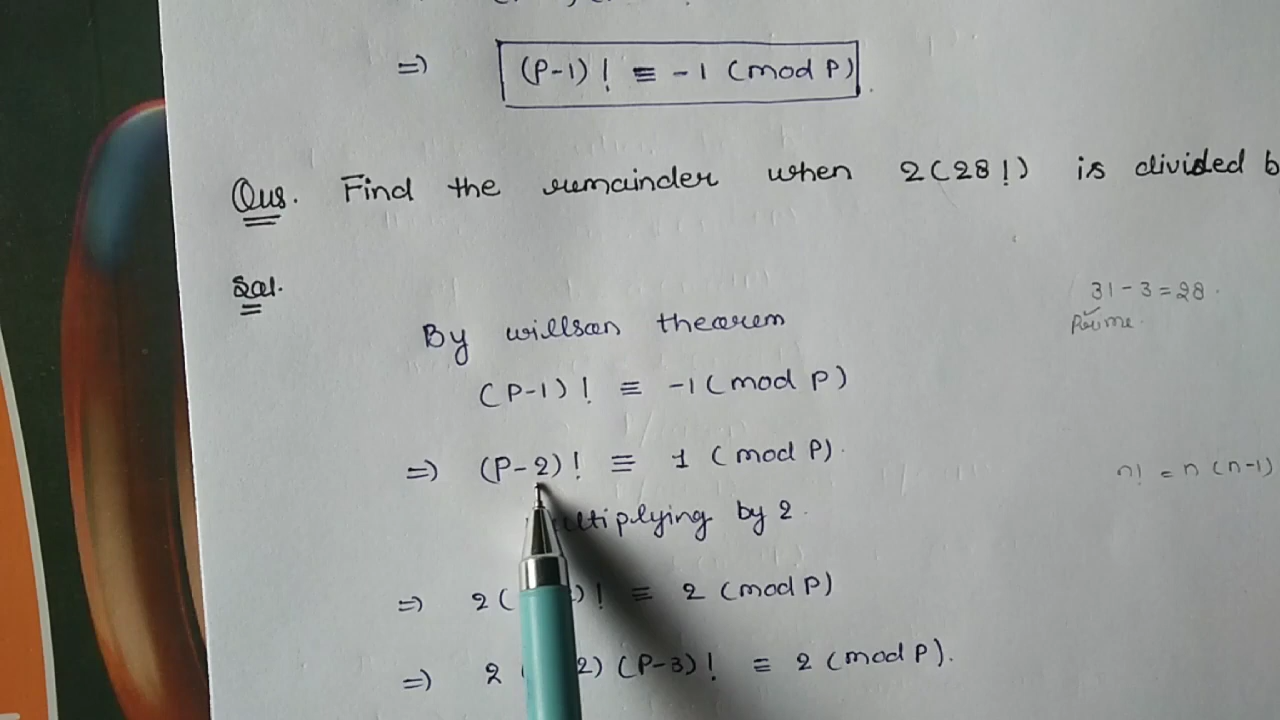 => (P-1)! ≡ -1 (mod P)
Qus. Find the remainder when 2(28!) is divided b
Sol.
31-3=28.
Prime.
By willson theorem
(P-1)! ≡ -1(mod P)
=> (P-2)! ≡ 1 (mod P).
n! = n (n-1)
multiplying by 2.
=> 2( )! ≡ 2 (mod P)
=> 2 2) (P-3)! ≡ 2 (mod P).